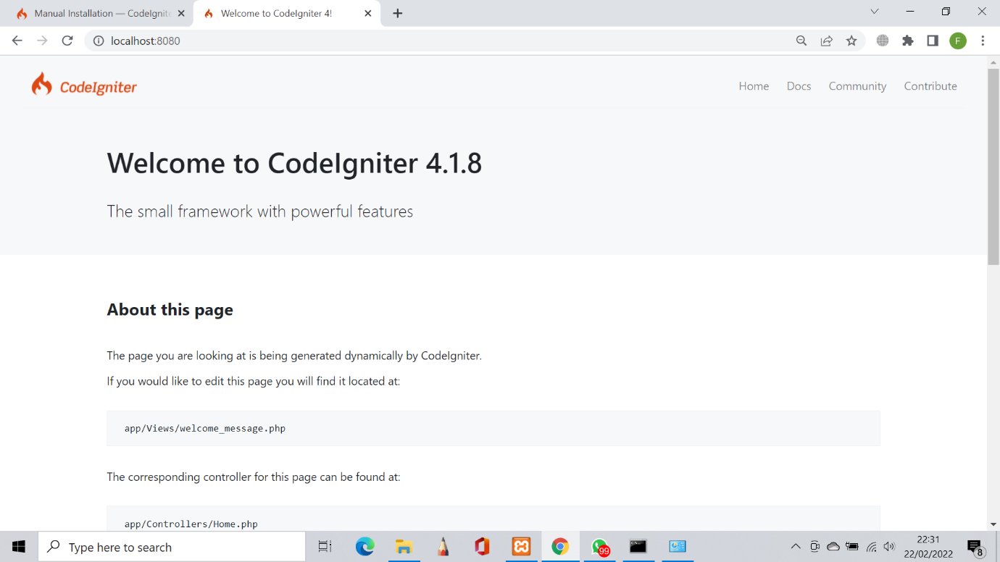 Manual Installation — CodeIgnite
Welcome to CodeIgniter 4!
localhost:8080
F
CodeIgniter
Home Docs Community Contribute
Welcome to CodeIgniter 4.1.8
The small framework with powerful features
About this page
The page you are looking at is being generated dynamically by CodeIgniter.
If you would like to edit this page you will find it located at:
app/Views/welcome_message.php
The corresponding controller for this page can be found at:
app/Controllers/Home.php
Type here to search
99
22:31
22/02/2022
8